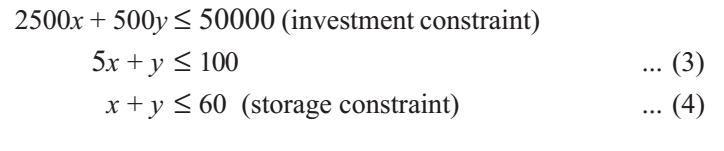 2500x + 500y ≤ 50000 (investment constraint)
5x + y ≤ 100 ... (3)
x + y ≤ 60 (storage constraint) ... (4)